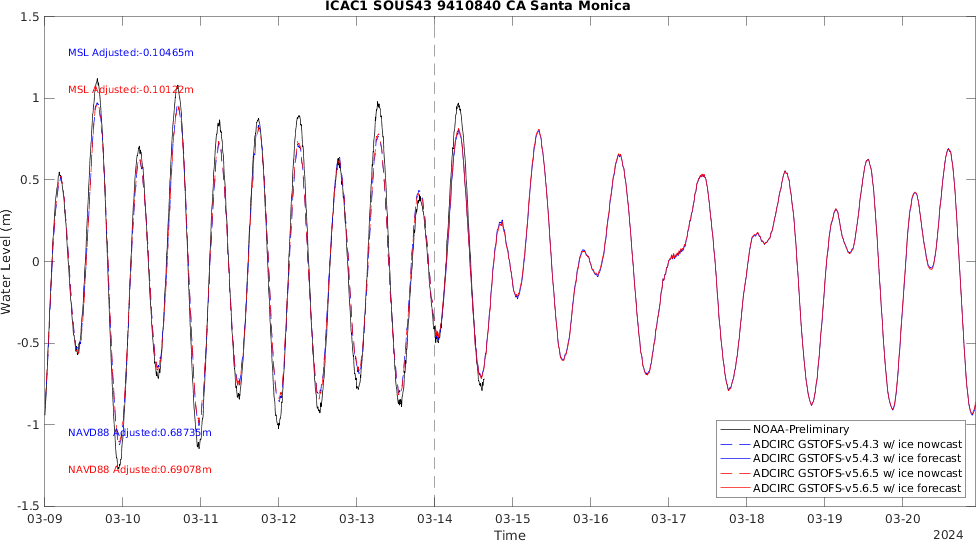 ICAC1 SOUS43 9410840 CA Santa Monica
1.5
MSL Adjusted:-0.10465m
MSL Adjusted:-0.10122m
1
0.5
Water Level (m)
0
-0.5
-1
NAVD88 Adjusted:0.68735m
NAVD88 Adjusted:0.69078m
-1.5
NOAA-Preliminary
ADCIRC GSTOFS-v5.4.3 w/ ice nowcast
ADCIRC GSTOFS-v5.4.3 w/ ice forecast
ADCIRC GSTOFS-v5.6.5 w/ ice nowcast
ADCIRC GSTOFS-v5.6.5 w/ ice forecast
03-09 03-10 03-11 03-12 03-13 03-14 03-15 03-16 03-17 03-18 03-19 03-20
Time
2024